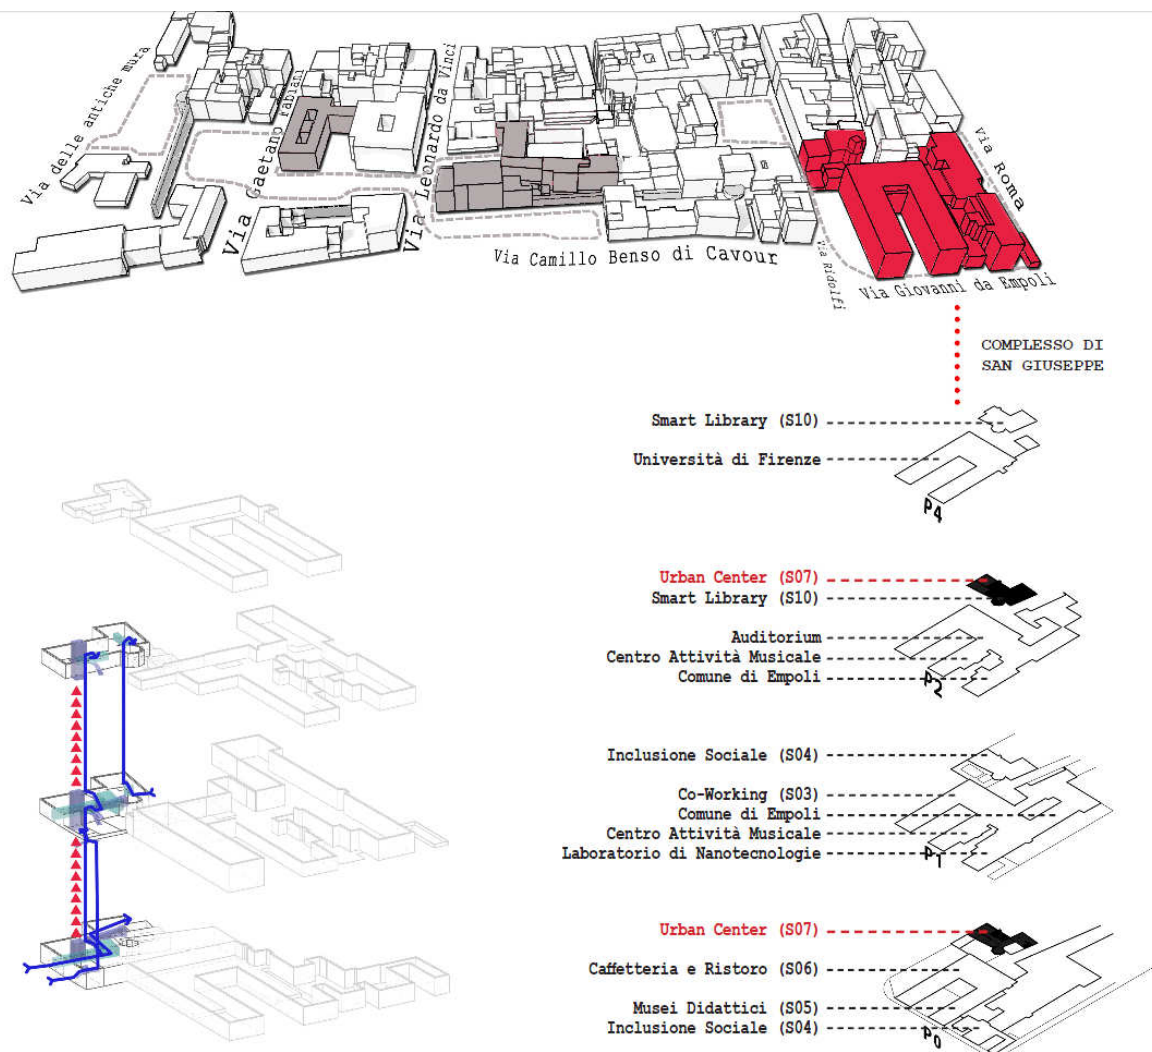 Via delle antiche mura
Via Gaetano Fabiani
Via Leonardo da Vinci
Via Camillo Benso di Cavour
Via Ridolfi
Via Giovanni da Empoli
Via Roma
COMPLESSO DI
SAN GIUSEPPE
Smart Library (S10)
Università di Firenze
P4
Urban Center (S07)
Smart Library (S10)
Auditorium
Centro Attività Musicale
Comune di Empoli
P2
Inclusione Sociale (S04)
Co-Working (S03)
Comune di Empoli
Centro Attività Musicale
Laboratorio di Nanotecnologie
P1
Urban Center (S07)
Caffetteria e Ristoro (S06)
Musei Didattici (S05)
Inclusione Sociale (S04)
P0